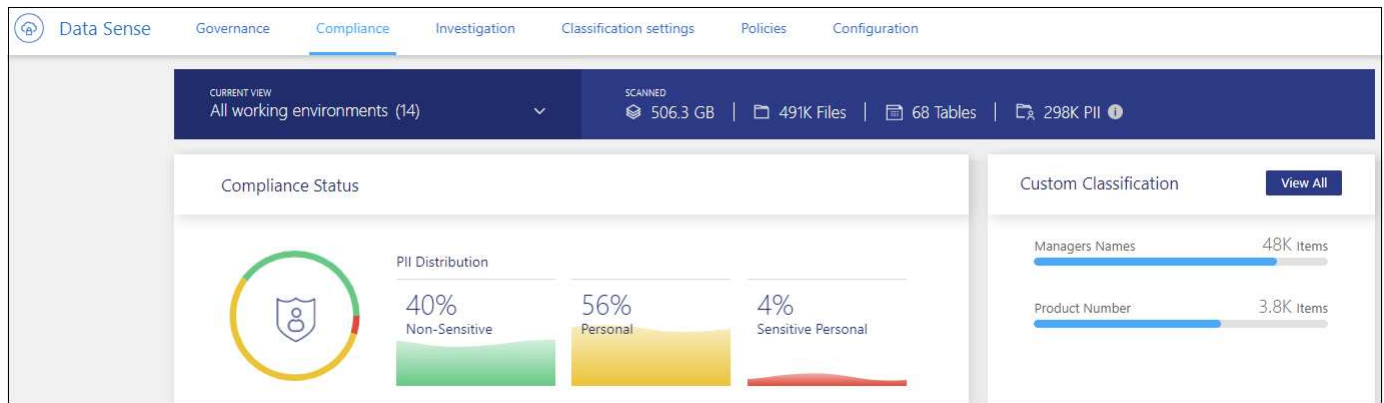 Data Sense Governance Compliance Investigation Classification settings Policies Configuration
CURRENT VIEW
All working environments (14)
SCANNED
506.3 GB | 491K Files | 68 Tables | 298K PII
Compliance Status
PII Distribution
40%
Non-Sensitive
56%
Personal
4%
Sensitive Personal
Custom Classification View All
Managers Names 48K Items
Product Number 3.8K Items